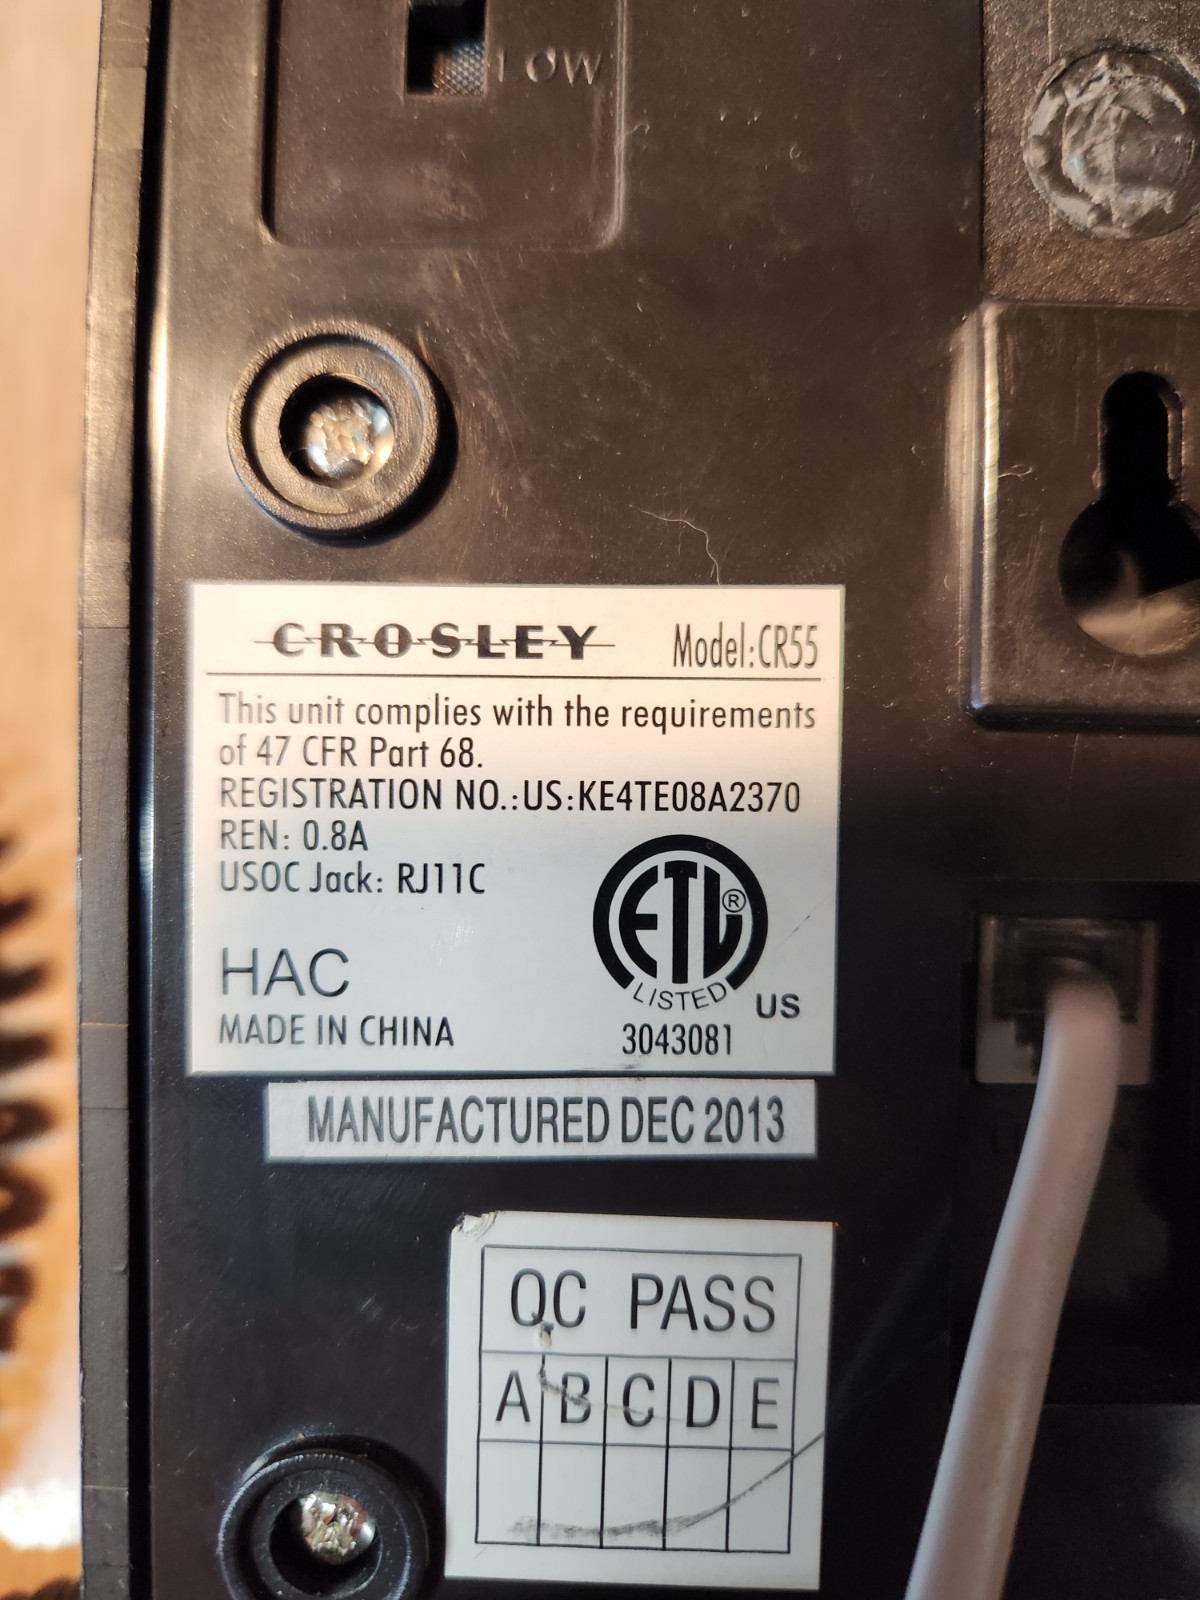 LOW
CROSLEY Model:CR55
This unit complies with the requirements
of 47 CFR Part 68.
REGISTRATION NO.:US:KE4TE08A2370
REN: 0.8A
USOC Jack: RJ11C
ETL®
LISTED
US
HAC
MADE IN CHINA
3043081
MANUFACTURED DEC 2013
QC PASS
A B C D E